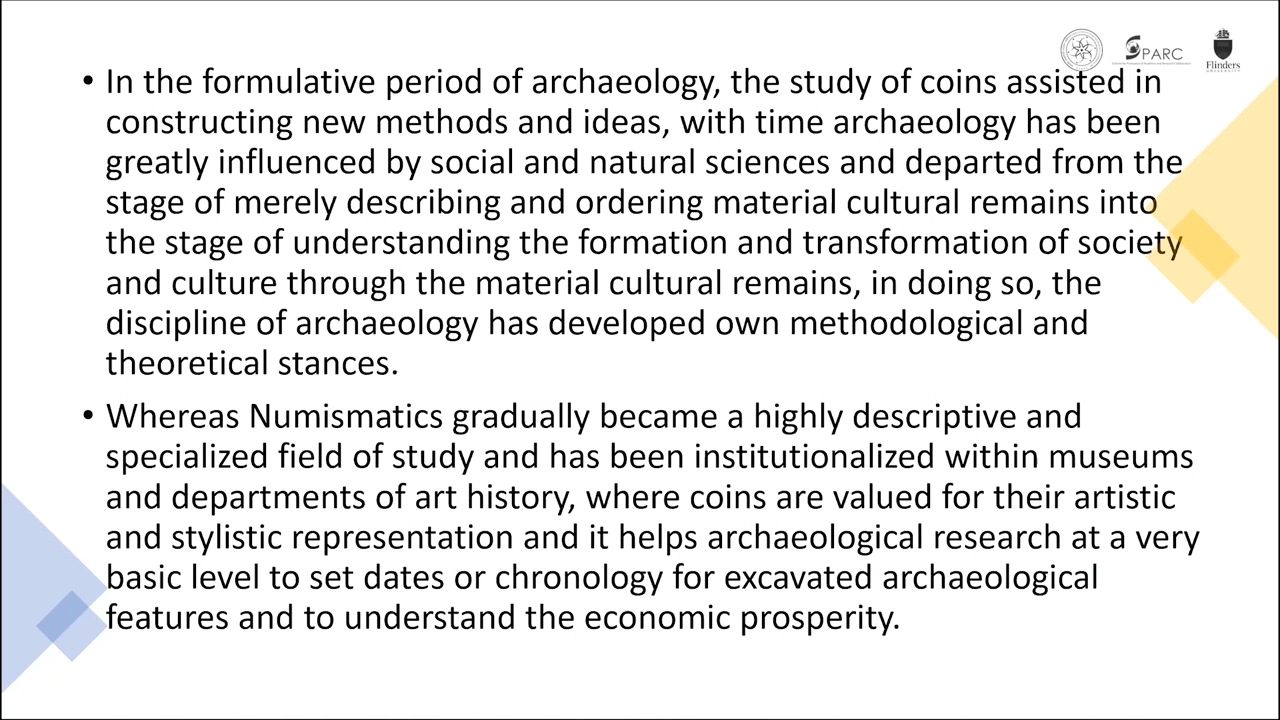 SPARC
Flinders
UNIVERSITY
• In the formulative period of archaeology, the study of coins assisted in
constructing new methods and ideas, with time archaeology has been
greatly influenced by social and natural sciences and departed from the
stage of merely describing and ordering material cultural remains into
the stage of understanding the formation and transformation of society
and culture through the material cultural remains, in doing so, the
discipline of archaeology has developed own methodological and
theoretical stances.
• Whereas Numismatics gradually became a highly descriptive and
specialized field of study and has been institutionalized within museums
and departments of art history, where coins are valued for their artistic
and stylistic representation and it helps archaeological research at a very
basic level to set dates or chronology for excavated archaeological
features and to understand the economic prosperity.